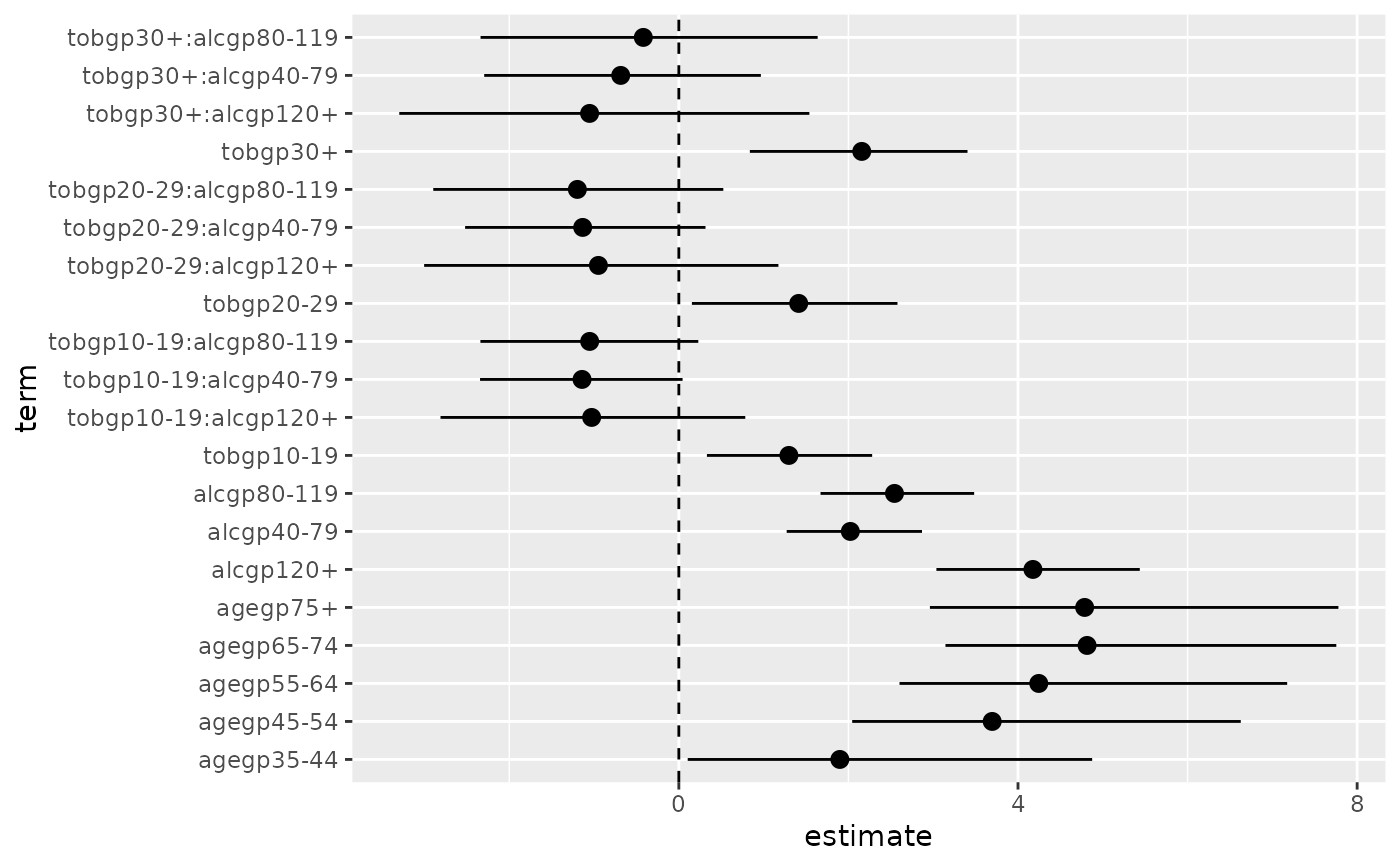 tobgp30+:alcgp80-119
tobgp30+:alcgp40-79
tobgp30+:alcgp120+
tobgp30+
tobgp20-29:alcgp80-119
tobgp20-29:alcgp40-79
tobgp20-29:alcgp120+
tobgp20-29
tobgp10-19:alcgp80-119
tobgp10-19:alcgp40-79
tobgp10-19:alcgp120+
tobgp10-19
alcgp80-119
alcgp40-79
alcgp120+
agegp75+
agegp65-74
agegp55-64
agegp45-54
agegp35-44
term
0 4 8
estimate